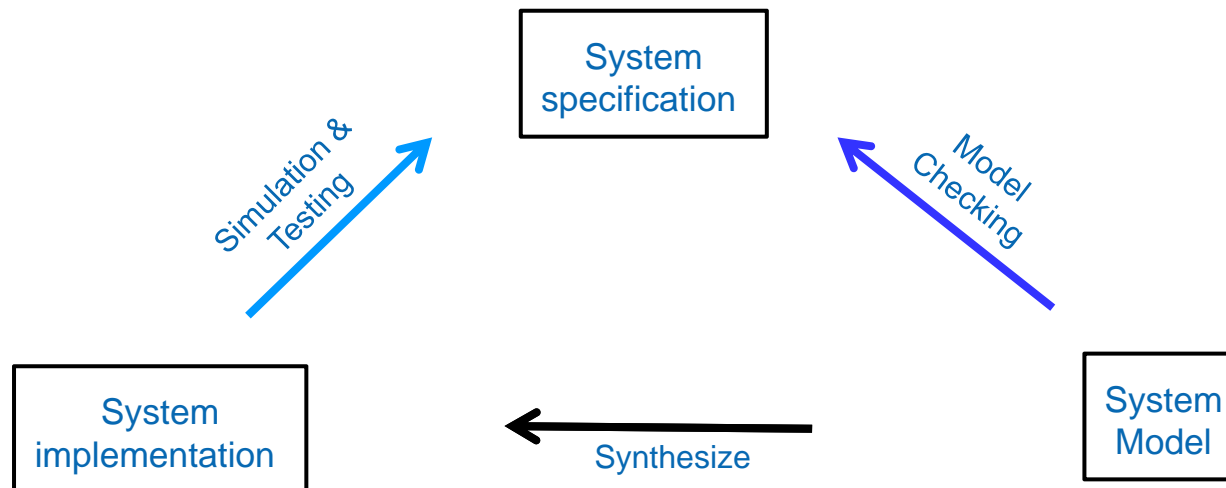 System
specification
Simulation &
Testing
Model
Checking
System
implementation
Synthesize
System
Model